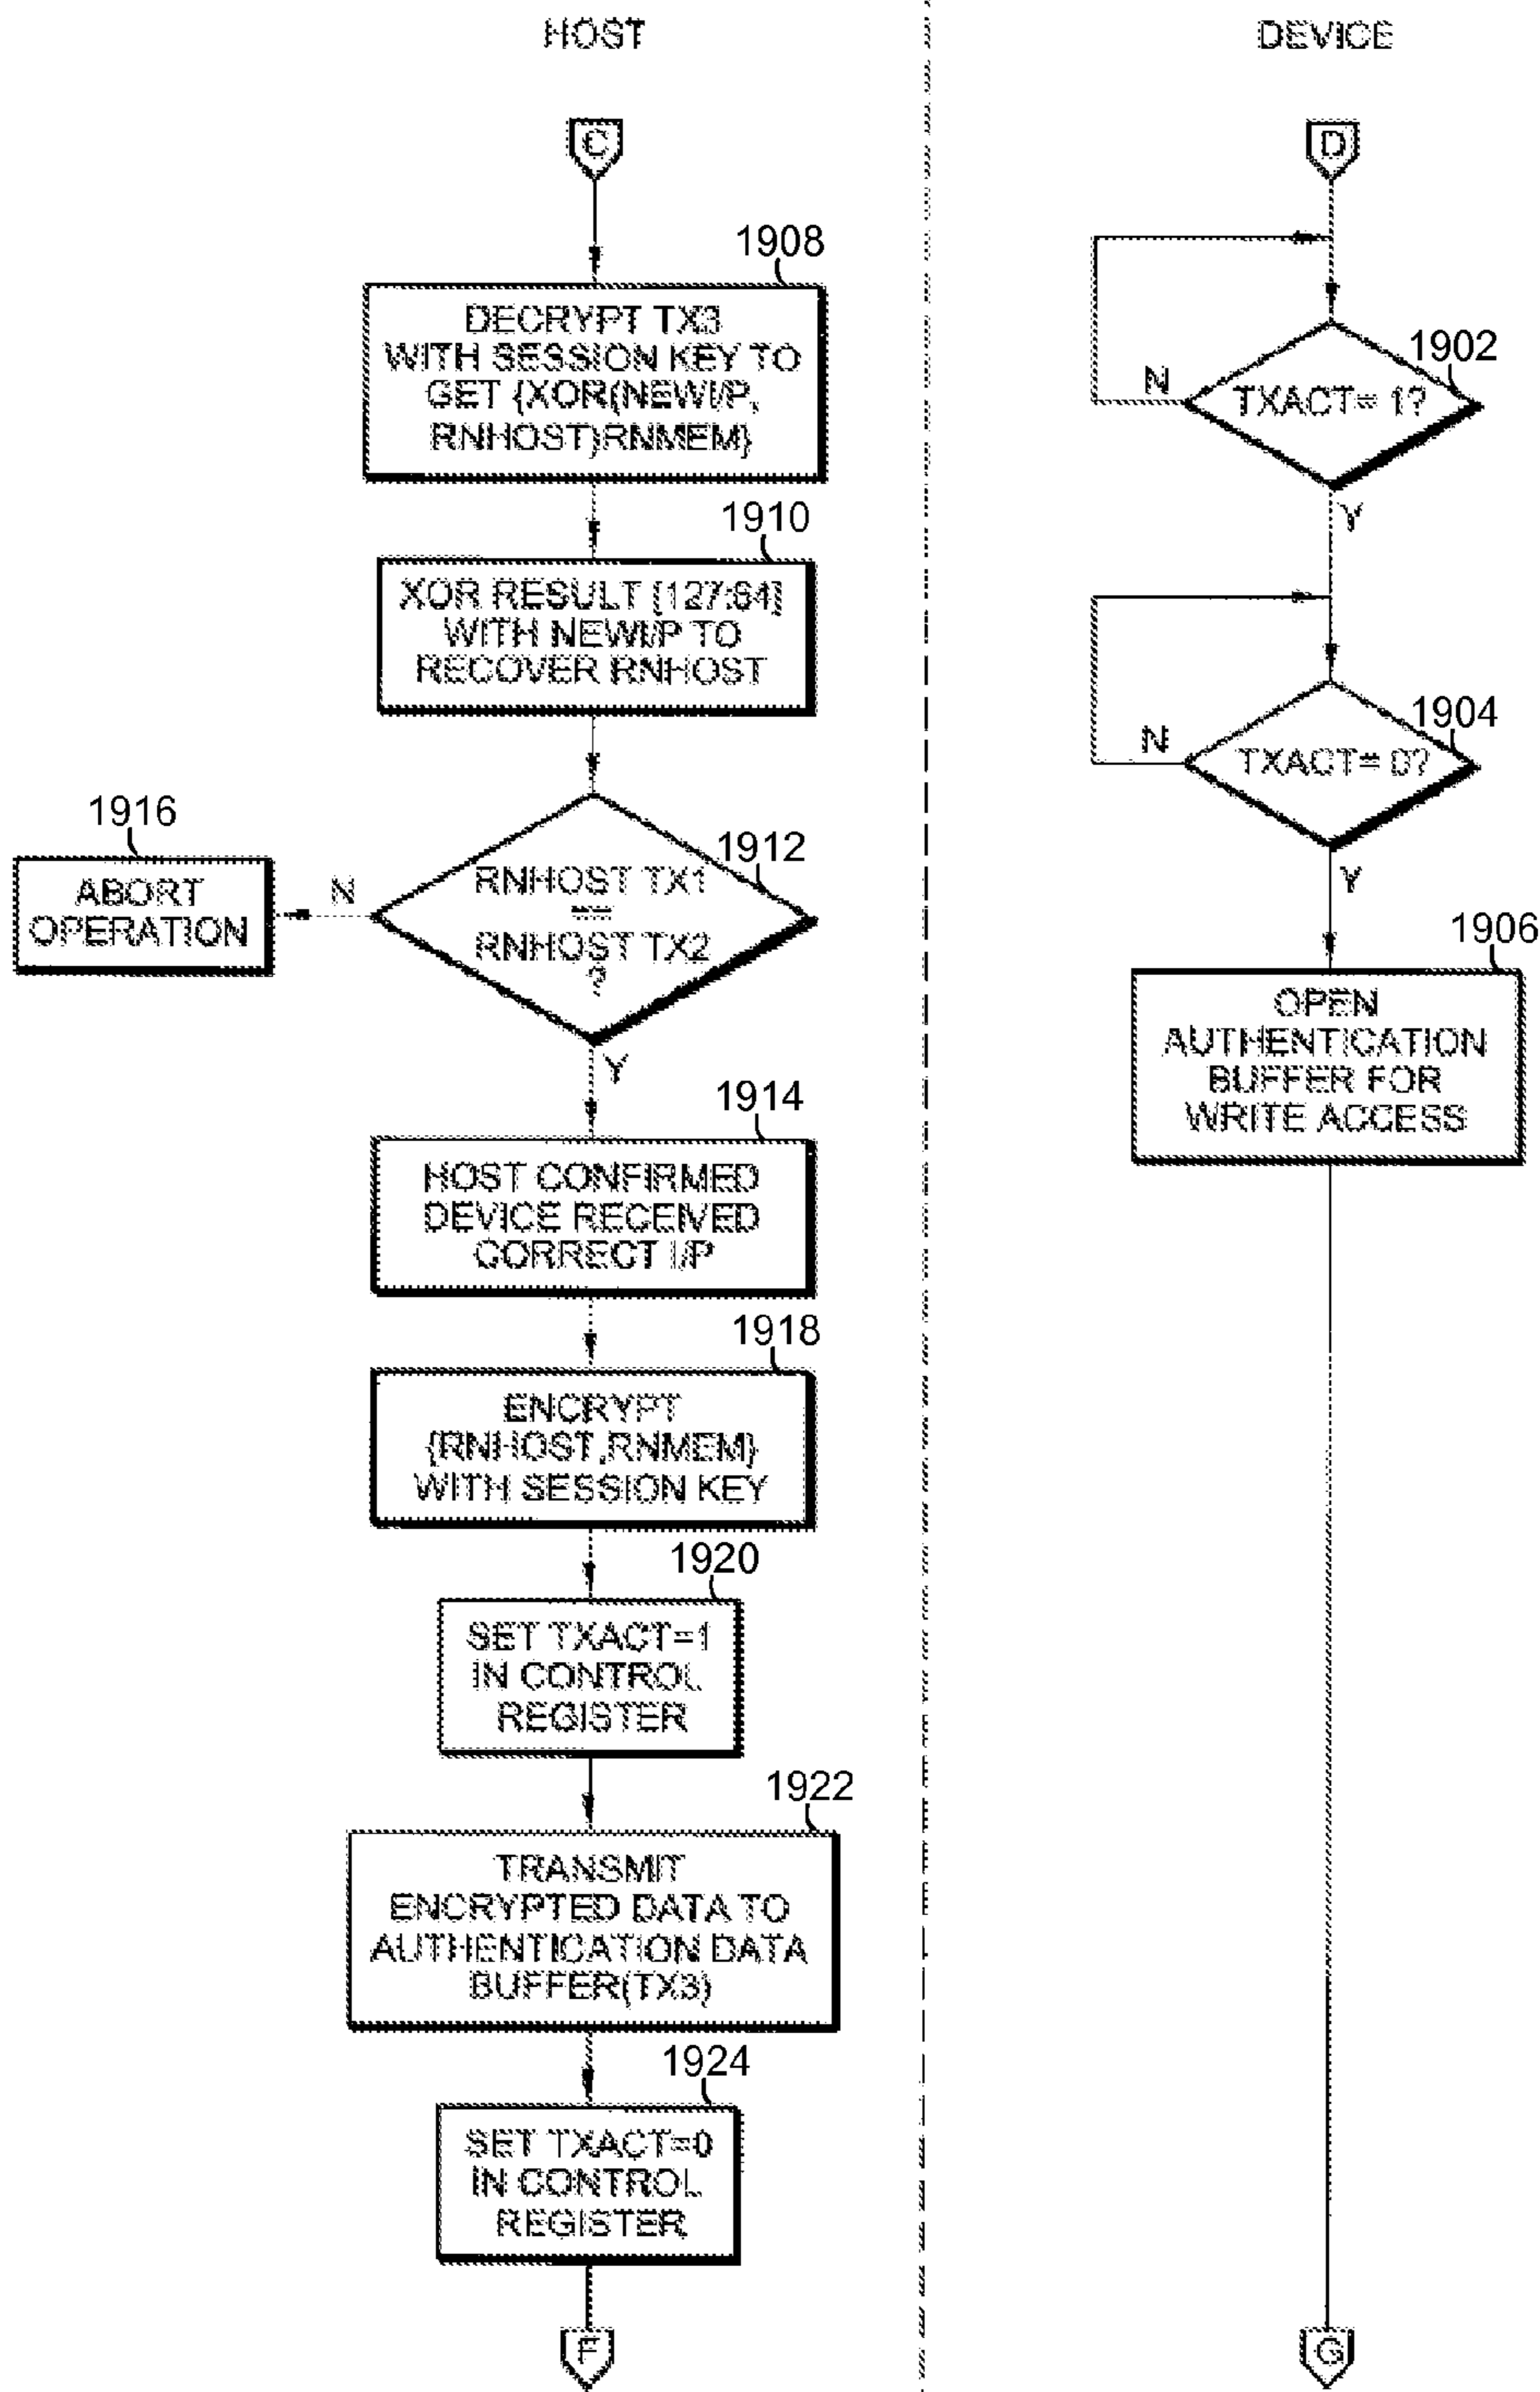 HOST
C
1908
DECRYPT TX3
WITH SESSION KEY TO
GET {XOR(NEWI/P,
RNHOST)RNMEM}
1910
XOR RESULT [127:64]
WITH NEWI/P TO
RECOVER RNHOST
1912
RNHOST TX1
==
RNHOST TX2
?
N
1916
ABORT
OPERATION
Y
1914
HOST CONFIRMED
DEVICE RECEIVED
CORRECT I/P
1918
ENCRYPT
{RNHOST,RNMEM}
WITH SESSION KEY
1920
SET TXACT=1
IN CONTROL
REGISTER
1922
TRANSMIT
ENCRYPTED DATA TO
AUTHENTICATION DATA
BUFFER(TX3)
1924
SET TXACT=0
IN CONTROL
REGISTER
F
DEVICE
D
1902
TXACT= 1?
N
Y
1904
TXACT= 0?
N
Y
1906
OPEN
AUTHENTICATION
BUFFER FOR
WRITE ACCESS
G